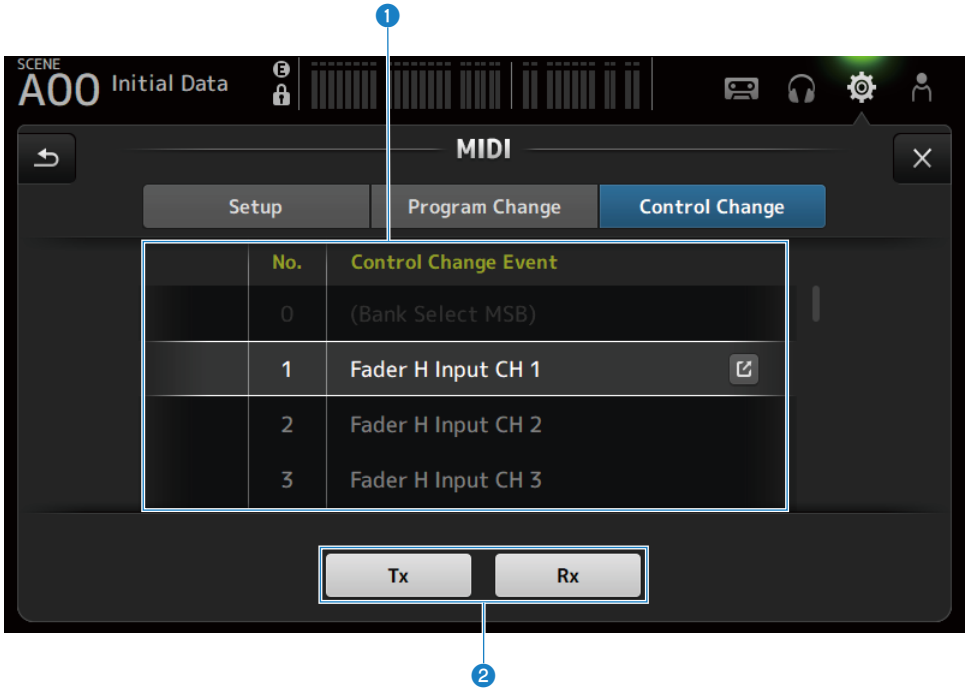 1
SCENE
A00 Initial Data
E
MIDI
Setup Program Change Control Change
No. Control Change Event
0 (Bank Select MSB)
1 Fader H Input CH 1
2 Fader H Input CH 2
3 Fader H Input CH 3
Tx Rx
2